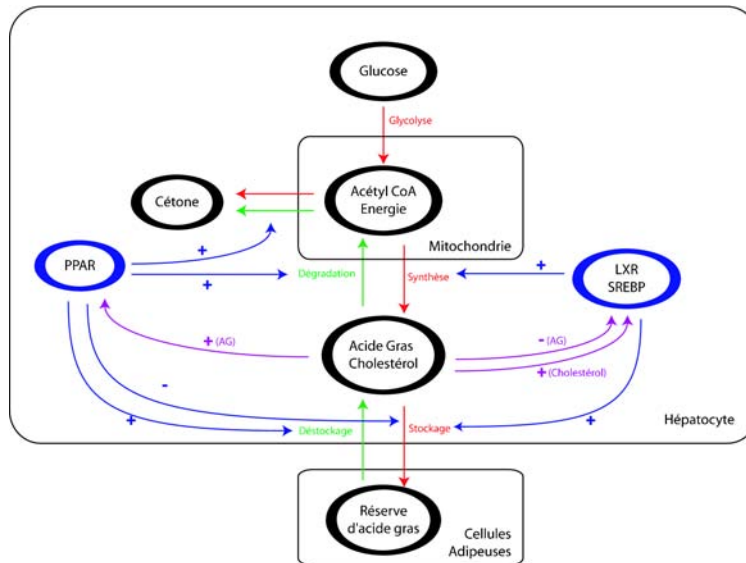 Glucose
Glycolyse
Acétyl CoA
Energie
Cétone
Mitochondrie
PPAR
+
+
Dégradation
Synthèse
+
LXR
SREBP
+ (AG)
Acide Gras
Cholestérol
- (AG)
+ (Cholestérol)
-
+
Déstockage
Stockage
+
Hépatocyte
Réserve
d'acide gras
Cellules
Adipeuses